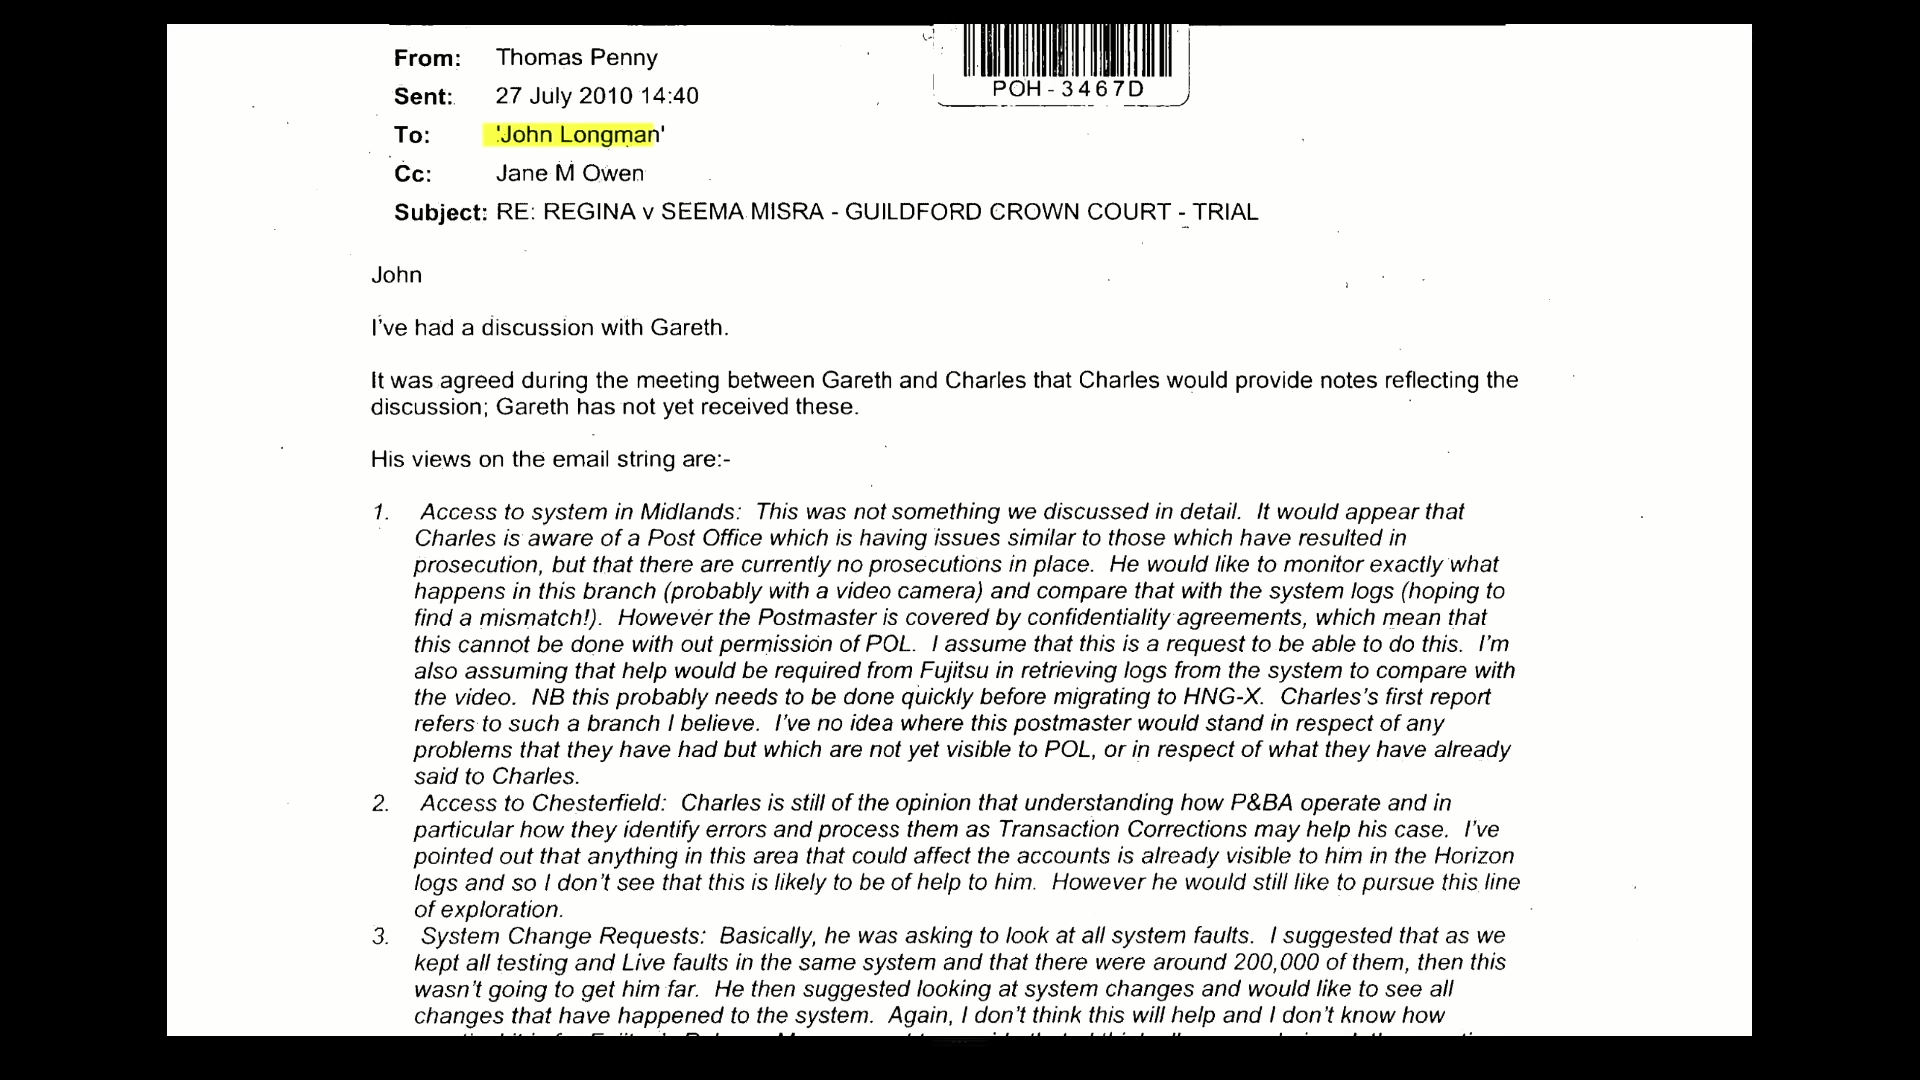 From: Thomas Penny
Sent: 27 July 2010 14:40
To: 'John Longman'
Cc: Jane M Owen
Subject: RE: REGINA v SEEMA MISRA - GUILDFORD CROWN COURT - TRIAL
POH - 3467D
John
I've had a discussion with Gareth.
It was agreed during the meeting between Gareth and Charles that Charles would provide notes reflecting the
discussion; Gareth has not yet received these.
His views on the email string are:-
1. Access to system in Midlands: This was not something we discussed in detail. It would appear that
Charles is aware of a Post Office which is having issues similar to those which have resulted in
prosecution, but that there are currently no prosecutions in place. He would like to monitor exactly what
happens in this branch (probably with a video camera) and compare that with the system logs (hoping to
find a mismatch!). However the Postmaster is covered by confidentiality agreements, which mean that
this cannot be done with out permission of POL. I assume that this is a request to be able to do this. I'm
also assuming that help would be required from Fujitsu in retrieving logs from the system to compare with
the video. NB this probably needs to be done quickly before migrating to HNG-X. Charles's first report
refers to such a branch I believe. I've no idea where this postmaster would stand in respect of any
problems that they have had but which are not yet visible to POL, or in respect of what they have already
said to Charles.
2. Access to Chesterfield: Charles is still of the opinion that understanding how P&BA operate and in
particular how they identify errors and process them as Transaction Corrections may help his case. I've
pointed out that anything in this area that could affect the accounts is already visible to him in the Horizon
logs and so I don't see that this is likely to be of help to him. However he would still like to pursue this line
of exploration.
3. System Change Requests: Basically, he was asking to look at all system faults. I suggested that as we
kept all testing and Live faults in the same system and that there were around 200,000 of them, then this
wasn't going to get him far. He then suggested looking at system changes and would like to see all
changes that have happened to the system. Again, I don't think this will help and I don't know how